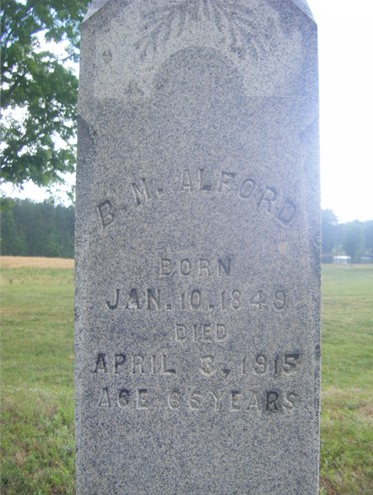 B. M. ALFORD
BORN
JAN. 10. 1849
DIED
APRIL 3, 1915
AGE 66 YEARS